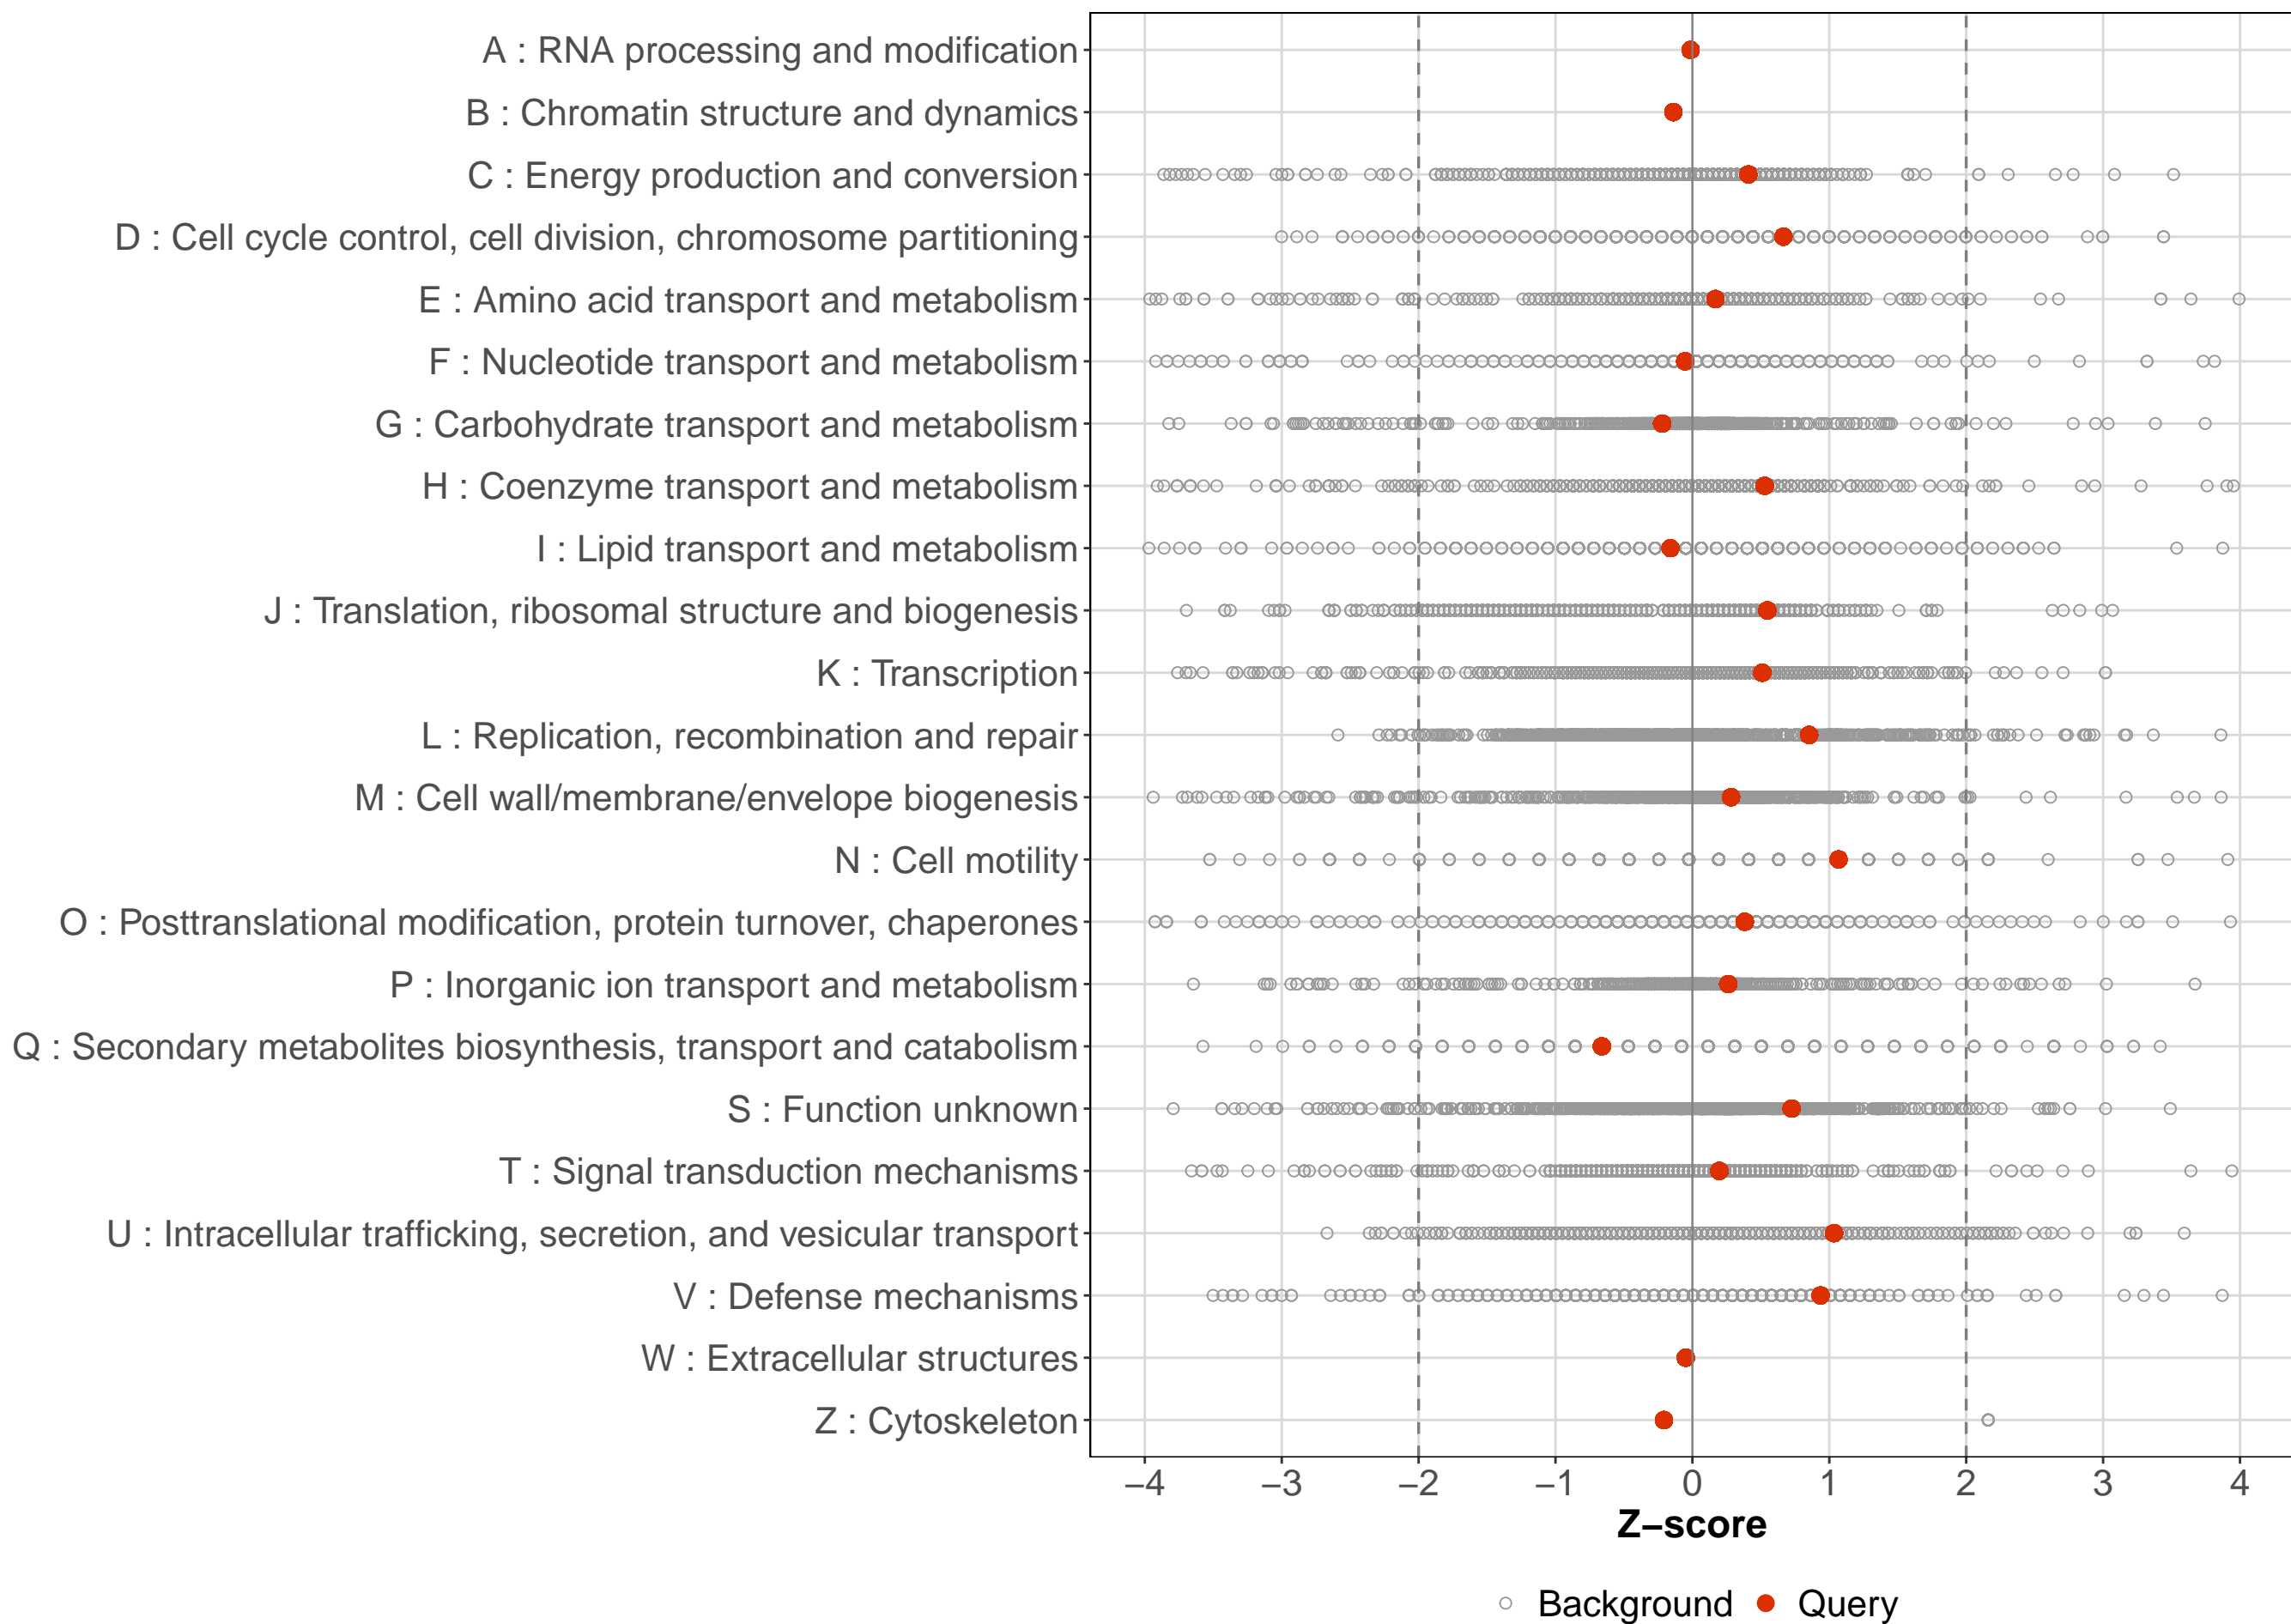 A : RNA processing and modification
B : Chromatin structure and dynamics
C : Energy production and conversion
D : Cell cycle control, cell division, chromosome partitioning
E : Amino acid transport and metabolism
F : Nucleotide transport and metabolism
G : Carbohydrate transport and metabolism
H : Coenzyme transport and metabolism
I : Lipid transport and metabolism
J : Translation, ribosomal structure and biogenesis
K : Transcription
L : Replication, recombination and repair
M : Cell wall/membrane/envelope biogenesis
N : Cell motility
O : Posttranslational modification, protein turnover, chaperones
P : Inorganic ion transport and metabolism
Q : Secondary metabolites biosynthesis, transport and catabolism
S : Function unknown
T : Signal transduction mechanisms
U : Intracellular trafficking, secretion, and vesicular transport
V : Defense mechanisms
W : Extracellular structures
Z : Cytoskeleton
−4 −3 −2 −1 0 1 2 3 4
Z−score
Background Query